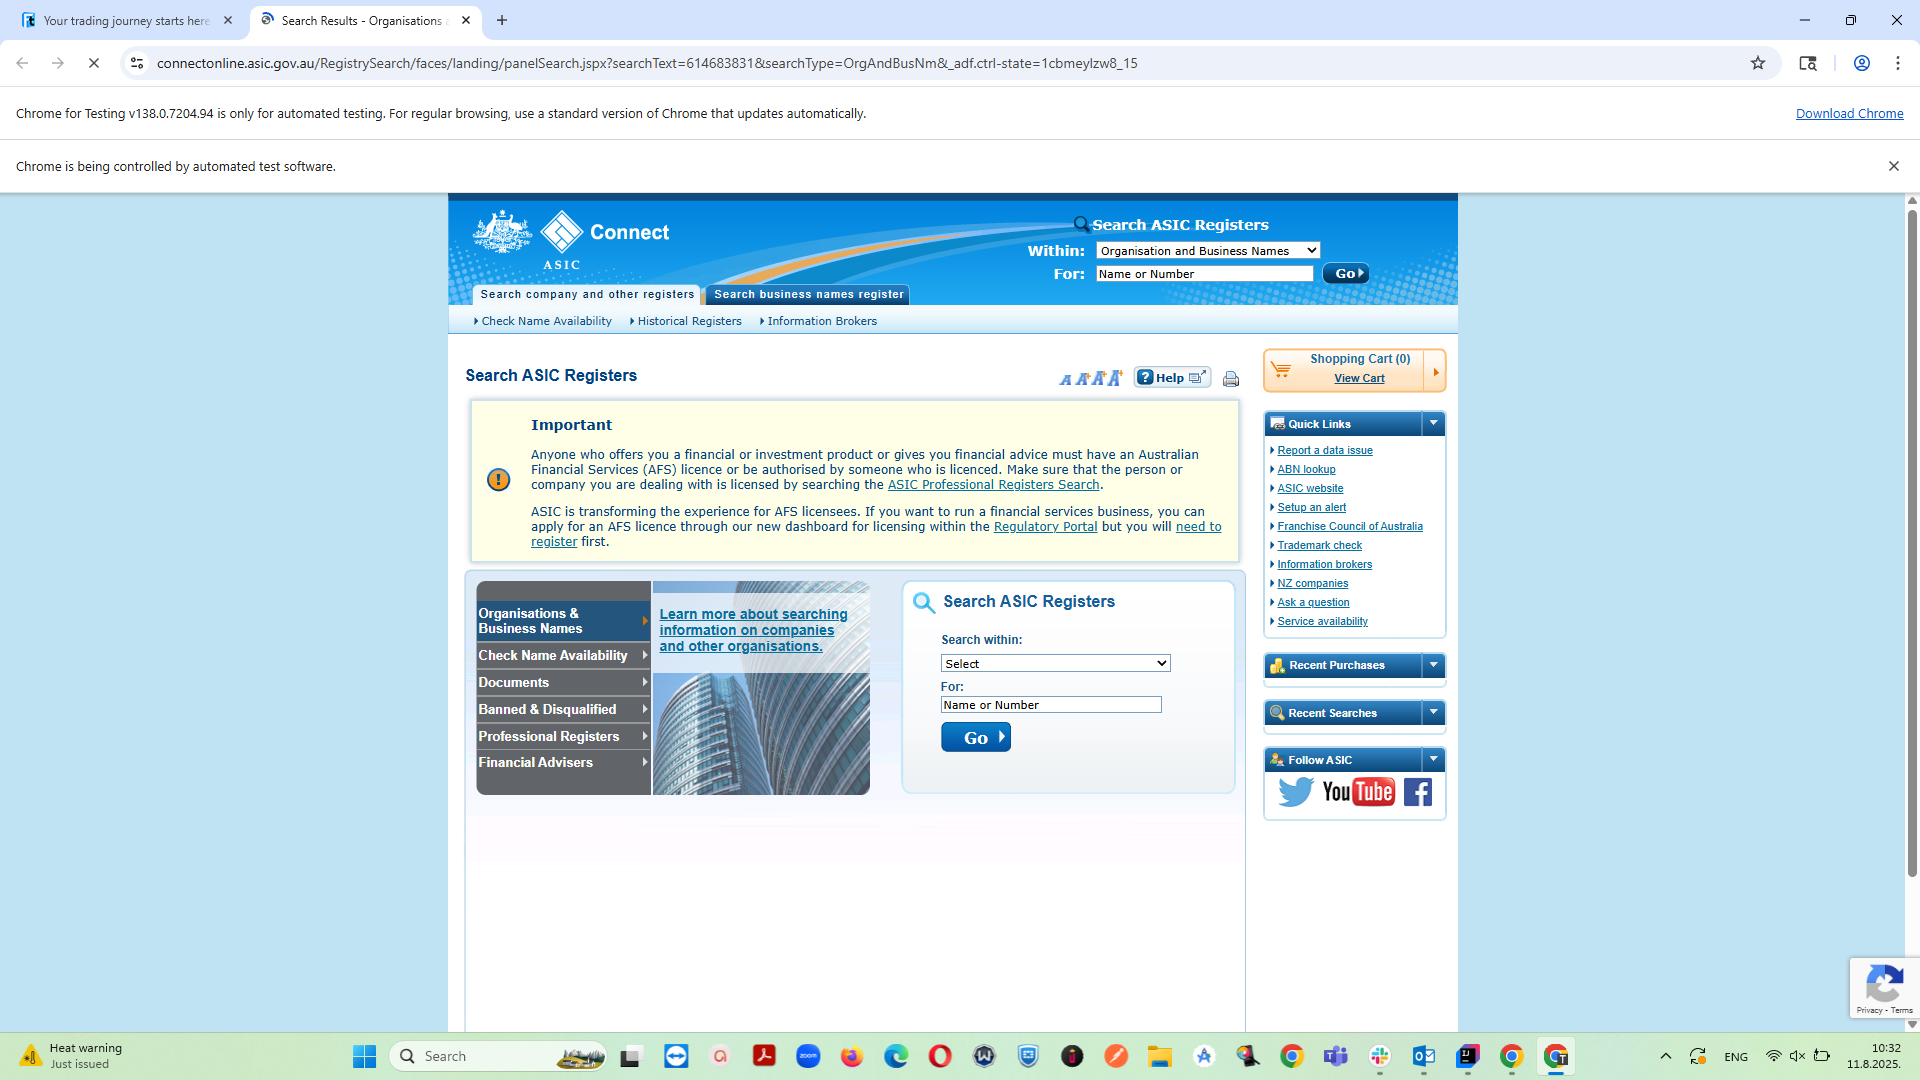 Your trading journey starts here
Search Results - Organisations a
connectonline.asic.gov.au/RegistrySearch/faces/landing/panelSearch.jspx?searchText=614683831&searchType=OrgAndBusNm&_adf.ctrl-state=1cbmeylzw8_15
Chrome for Testing v138.0.7204.94 is only for automated testing. For regular browsing, use a standard version of Chrome that updates automatically.
Download Chrome
Chrome is being controlled by automated test software.
ASIC
Connect
Search ASIC Registers
Within:
Organisation and Business Names
For:
Name or Number
Go
Search company and other registers
Search business names register
Check Name Availability
Historical Registers
Information Brokers
Search ASIC Registers
A A+ A+ A+
Help
Shopping Cart (0)
View Cart
Important
Anyone who offers you a financial or investment product or gives you financial advice must have an Australian
Financial Services (AFS) licence or be authorised by someone who is licenced. Make sure that the person or
company you are dealing with is licensed by searching the ASIC Professional Registers Search.
ASIC is transforming the experience for AFS licensees. If you want to run a financial services business, you can
apply for an AFS licence through our new dashboard for licensing within the Regulatory Portal but you will need to
register first.
Organisations &
Business Names
Check Name Availability
Documents
Banned & Disqualified
Professional Registers
Financial Advisers
Learn more about searching
information on companies
and other organisations.
Search ASIC Registers
Search within:
Select
For:
Name or Number
Go
Quick Links
Report a data issue
ABN lookup
ASIC website
Setup an alert
Franchise Council of Australia
Trademark check
Information brokers
NZ companies
Ask a question
Service availability
Recent Purchases
Recent Searches
Follow ASIC
YouTube
Privacy - Terms
Heat warning
Just issued
Search
zoom
ENG
10:32
11.8.2025.